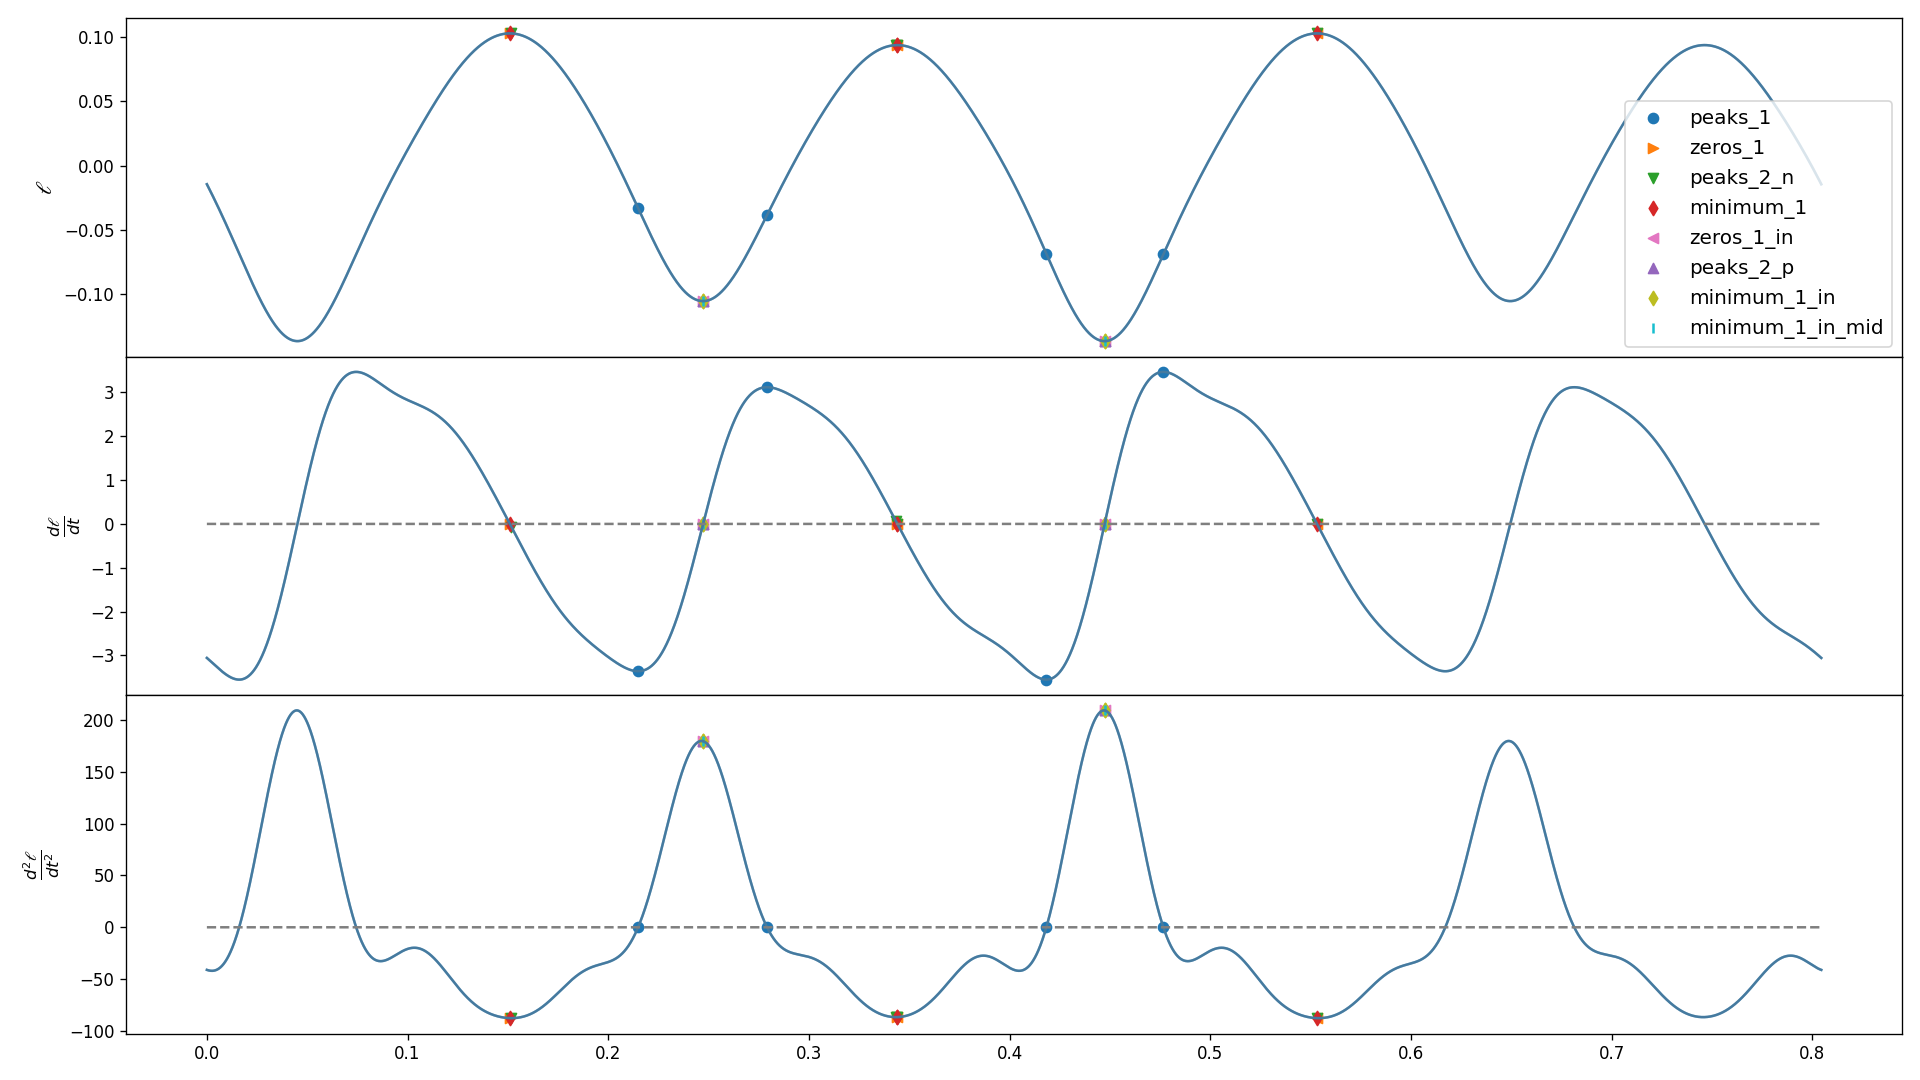 0.10
0.05
0.00
−0.05
−0.10
ℓ
peaks_1
zeros_1
peaks_2_n
minimum_1
zeros_1_in
peaks_2_p
minimum_1_in
minimum_1_in_mid
3
2
1
0
−1
−2
−3
dℓ
dt
200
150
100
50
0
−50
−100
d²ℓ
dt²
0.0 0.1 0.2 0.3 0.4 0.5 0.6 0.7 0.8